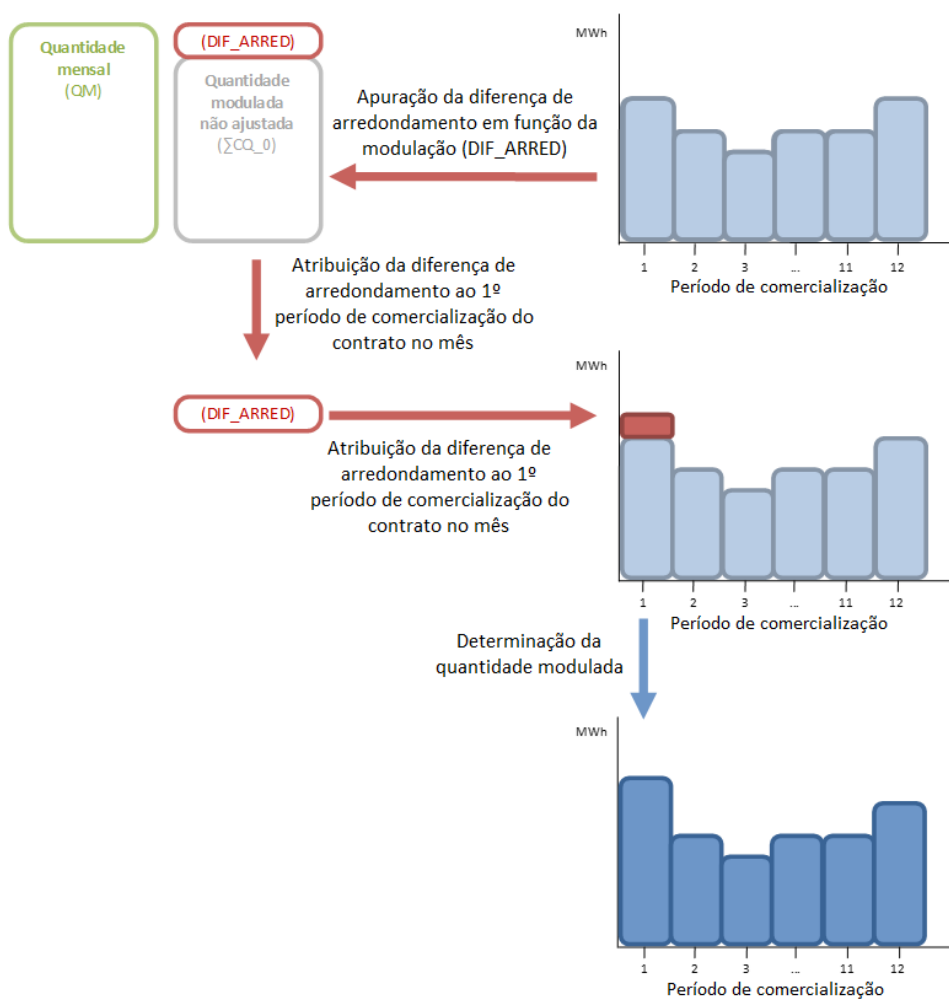 Quantidade
mensal
(QM)
(DIF_ARRED)
Quantidade
modulada
não ajustada
(∑CQ_0)
Apuração da diferença de
arredondamento em função da
modulação (DIF_ARRED)
MWh
1 2 3 ... 11 12
Período de comercialização
Atribuição da diferença de
arredondamento ao 1º
período de comercialização do
contrato no mês
(DIF_ARRED)
Atribuição da diferença de
arredondamento ao 1º
período de comercialização do
contrato no mês
MWh
1 2 3 ... 11 12
Período de comercialização
Determinação da
quantidade modulada
MWh
1 2 3 ... 11 12
Período de comercialização